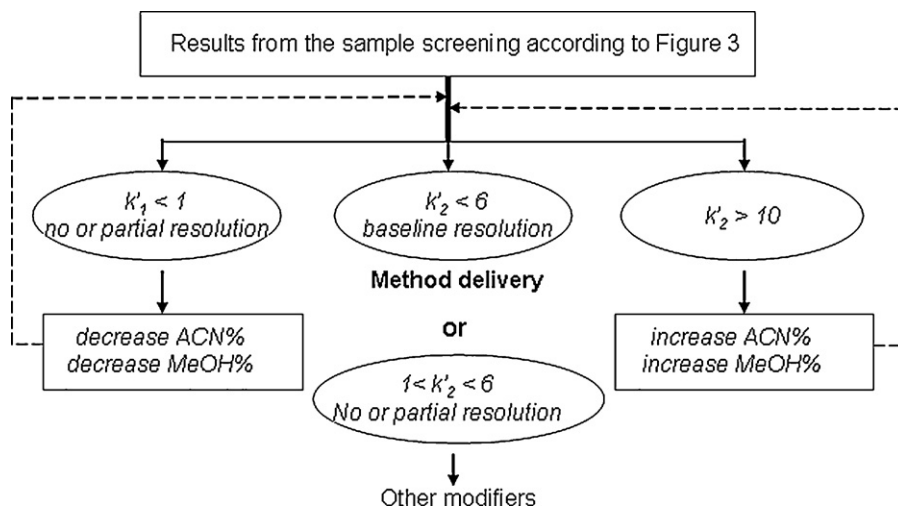 Results from the sample screening according to Figure 3
k'₁ < 1
no or partial resolution
k'₂ < 6
baseline resolution
k'₂ > 10
Method delivery
or
decrease ACN%
decrease MeOH%
increase ACN%
increase MeOH%
1< k'₂ < 6
No or partial resolution
Other modifiers